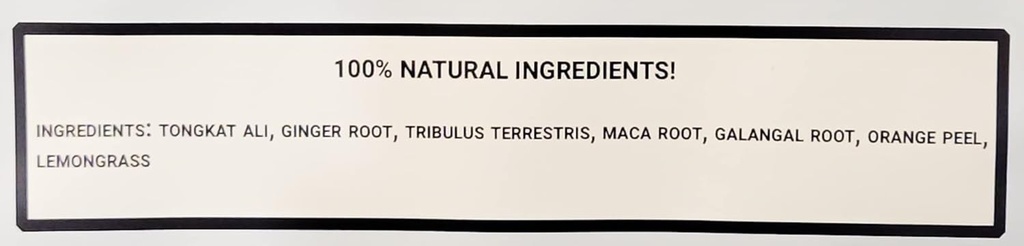 100% NATURAL INGREDIENTS!
INGREDIENTS: TONGKAT ALI, GINGER ROOT, TRIBULUS TERRESTRIS, MACA ROOT, GALANGAL ROOT, ORANGE PEEL,
LEMONGRASS